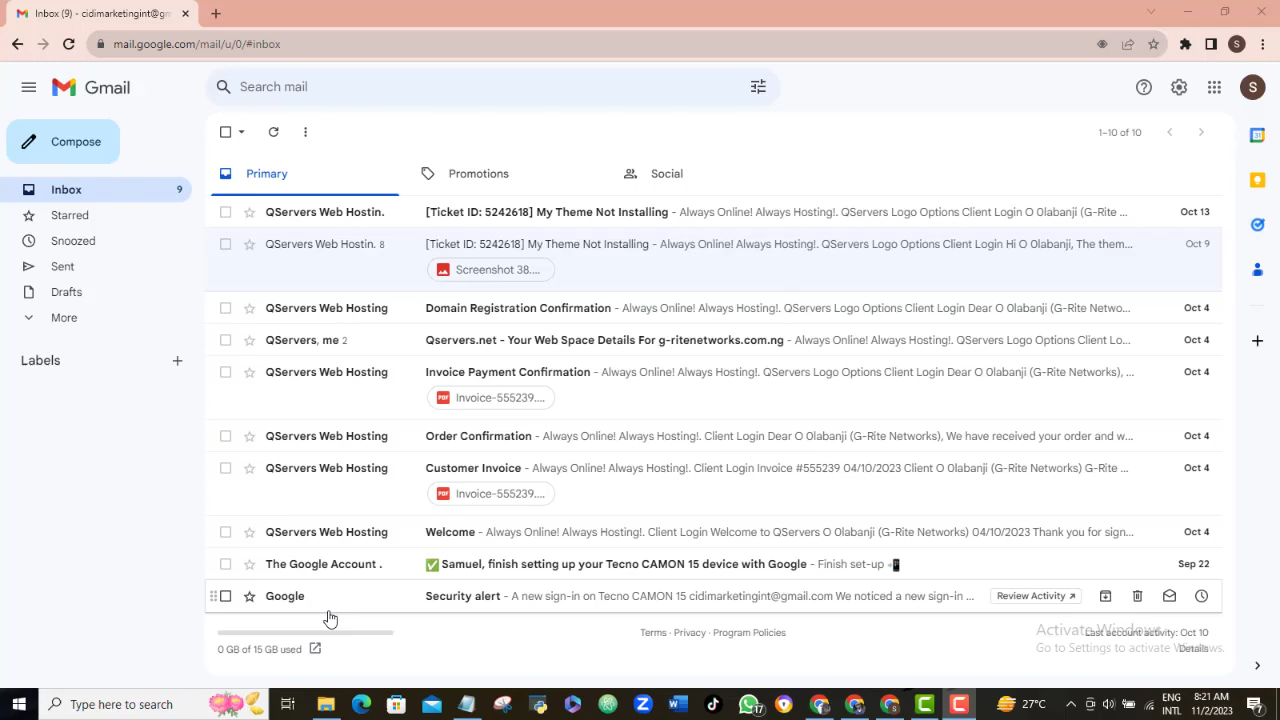 Inbox (9) - cidimarketingint@gm
mail.google.com/mail/u/0/#inbox
S
Gmail
Search mail
S
Compose
1–10 of 10
Primary
Promotions
Social
Inbox 9
Starred
Snoozed
Sent
Drafts
More
Labels
QServers Web Hostin. [Ticket ID: 5242618] My Theme Not Installing - Always Online! Always Hosting!. QServers Logo Options Client Login O Olabanji (G-Rite ... Oct 13
QServers Web Hostin. 8 [Ticket ID: 5242618] My Theme Not Installing - Always Online! Always Hosting!. QServers Logo Options Client Login Hi O Olabanji, The them... Oct 9
Screenshot 38....
QServers Web Hosting Domain Registration Confirmation - Always Online! Always Hosting!. QServers Logo Options Client Login Dear O Olabanji (G-Rite Networks)... Oct 4
QServers, me 2 Qservers.net - Your Web Space Details For g-ritenetworks.com.ng - Always Online! Always Hosting!. QServers Logo Options Client Lo... Oct 4
QServers Web Hosting Invoice Payment Confirmation - Always Online! Always Hosting!. QServers Logo Options Client Login Dear O Olabanji (G-Rite Networks), ... Oct 4
PDF Invoice-555239....
QServers Web Hosting Order Confirmation - Always Online! Always Hosting!. Client Login Dear O Olabanji (G-Rite Networks), We have received your order and w... Oct 4
QServers Web Hosting Customer Invoice - Always Online! Always Hosting!. Client Login Invoice #555239 04/10/2023 Client O Olabanji (G-Rite Networks) G-Rite ... Oct 4
PDF Invoice-555239....
QServers Web Hosting Welcome - Always Online! Always Hosting!. Client Login Welcome to QServers O Olabanji (G-Rite Networks) 04/10/2023 Thank you for sign... Oct 4
The Google Account . ✅ Samuel, finish setting up your Tecno CAMON 15 device with Google - Finish set-up 📲 Sep 22
Google Security alert - A new sign-in on Tecno CAMON 15 cidimarketingint@gmail.com We noticed a new sign-in ... Review Activity ↗
0 GB of 15 GB used
Terms · Privacy · Program Policies
Last account activity: Oct 10
Details
Activate Windows
Go to Settings to activate Windows.
Type here to search
17
27°C
ENG
INTL
8:21 AM
11/2/2023
7